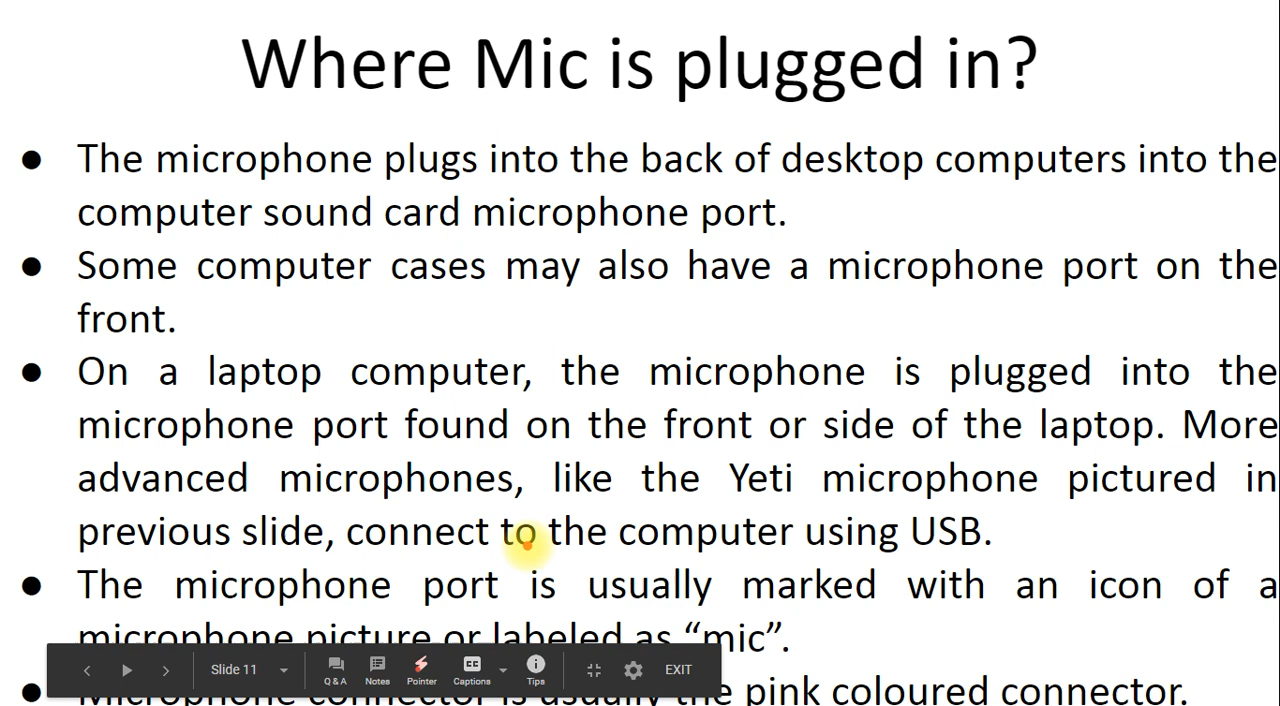 Where Mic is plugged in?
● The microphone plugs into the back of desktop computers into the
computer sound card microphone port.
● Some computer cases may also have a microphone port on the
front.
● On a laptop computer, the microphone is plugged into the
microphone port found on the front or side of the laptop. More
advanced microphones, like the Yeti microphone pictured in
previous slide, connect to the computer using USB.
● The microphone port is usually marked with an icon of a
microphone picture or labeled as “mic”.
● Microphone connector is usually the pink coloured connector.
Slide 11
Q & A Notes Pointer Captions Tips EXIT